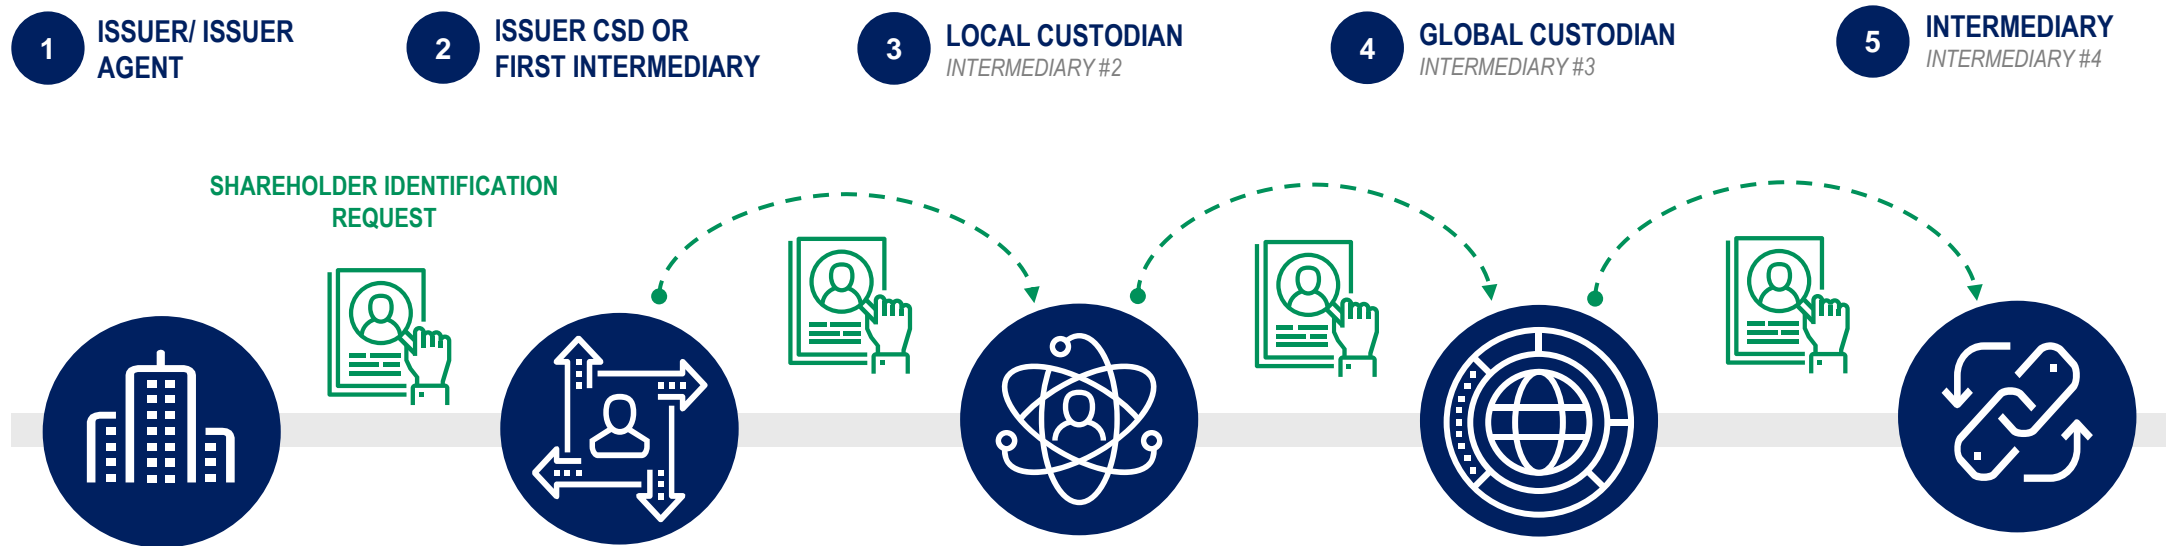 1
ISSUER/ ISSUER
AGENT
2
ISSUER CSD OR
FIRST INTERMEDIARY
3
LOCAL CUSTODIAN
INTERMEDIARY #2
4
GLOBAL CUSTODIAN
INTERMEDIARY #3
5
INTERMEDIARY
INTERMEDIARY #4
SHAREHOLDER IDENTIFICATION
REQUEST